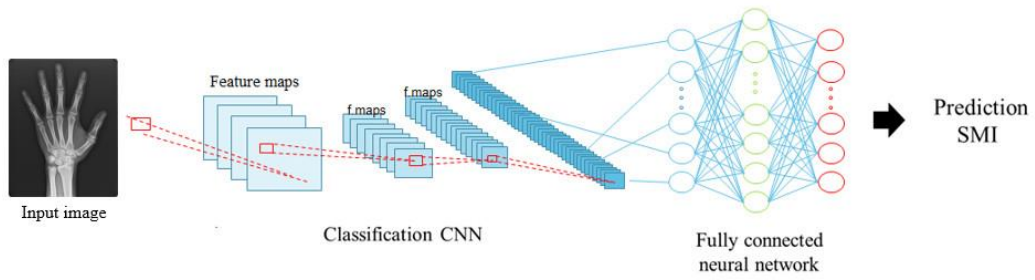 Feature maps
f.maps
f.maps
Input image
Classification CNN
Fully connected
neural network
Prediction
SMI